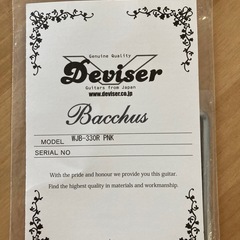 Genuine Quality
Deviser
Guitars from Japan
www.deviser.co.jp
Bacchus
MODEL WJB-330R PNK
SERIAL NO
With the pride and honour we provide you this guitar.
Find the highest quality in materials and workmanship.